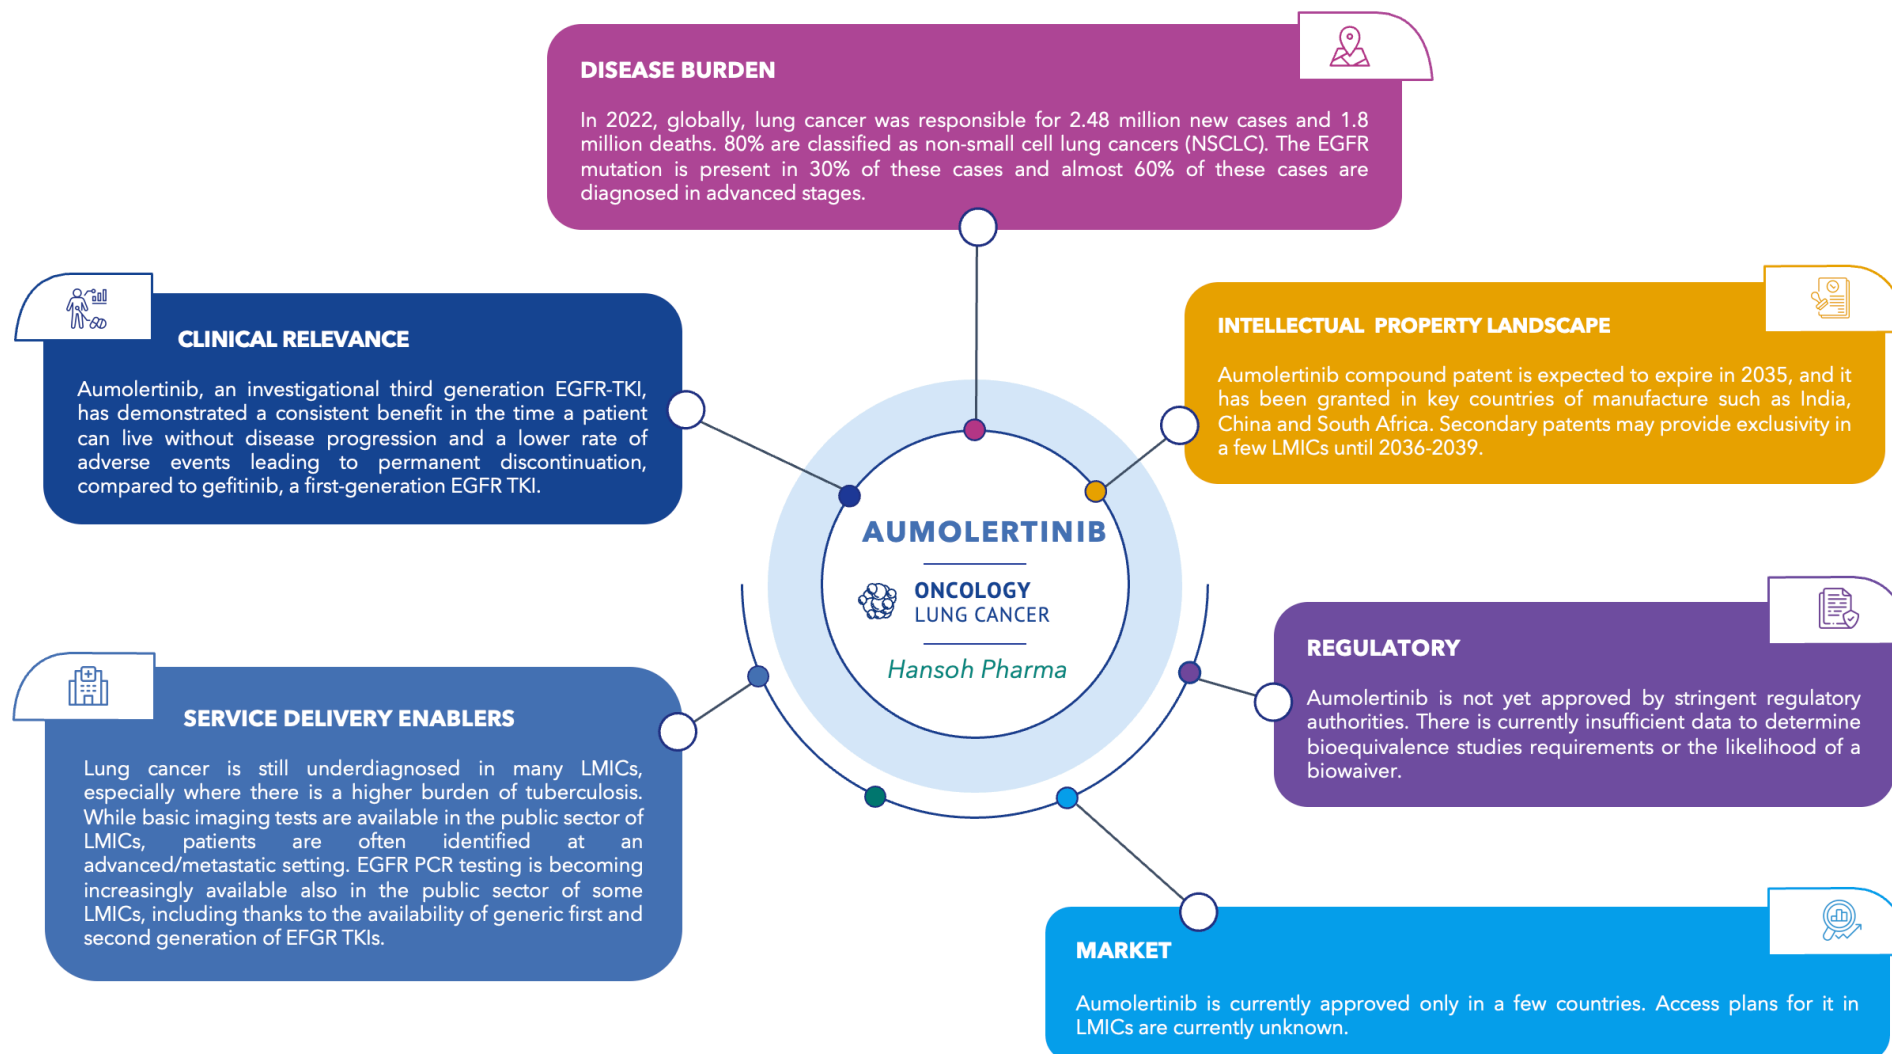 DISEASE BURDEN
In 2022, globally, lung cancer was responsible for 2.48 million new cases and 1.8
million deaths. 80% are classified as non-small cell lung cancers (NSCLC). The EGFR
mutation is present in 30% of these cases and almost 60% of these cases are
diagnosed in advanced stages.
CLINICAL RELEVANCE
Aumolertinib, an investigational third generation EGFR-TKI,
has demonstrated a consistent benefit in the time a patient
can live without disease progression and a lower rate of
adverse events leading to permanent discontinuation,
compared to gefitinib, a first-generation EGFR TKI.
INTELLECTUAL PROPERTY LANDSCAPE
Aumolertinib compound patent is expected to expire in 2035, and it
has been granted in key countries of manufacture such as India,
China and South Africa. Secondary patents may provide exclusivity in
a few LMICs until 2036-2039.
AUMOLERTINIB
ONCOLOGY
LUNG CANCER
Hansoh Pharma
SERVICE DELIVERY ENABLERS
Lung cancer is still underdiagnosed in many LMICs,
especially where there is a higher burden of tuberculosis.
While basic imaging tests are available in the public sector of
LMICs, patients are often identified at an
advanced/metastatic setting. EGFR PCR testing is becoming
increasingly available also in the public sector of some
LMICs, including thanks to the availability of generic first and
second generation of EFGR TKIs.
REGULATORY
Aumolertinib is not yet approved by stringent regulatory
authorities. There is currently insufficient data to determine
bioequivalence studies requirements or the likelihood of a
biowaiver.
MARKET
Aumolertinib is currently approved only in a few countries. Access plans for it in
LMICs are currently unknown.